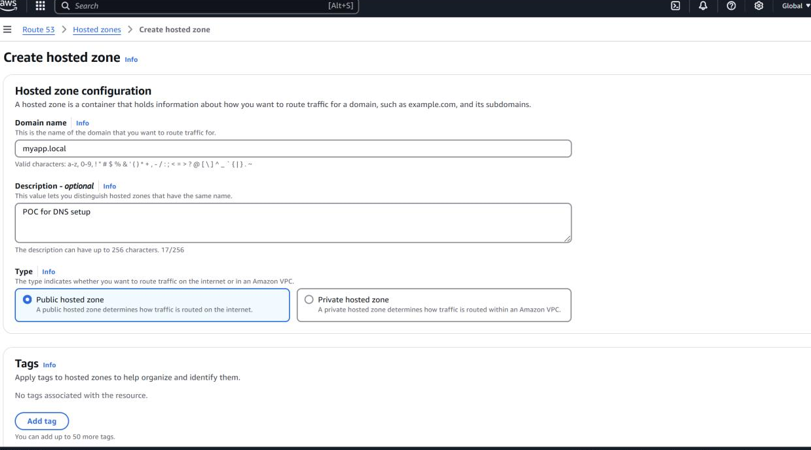 aws
Search [Alt+S] Global
Route 53 > Hosted zones > Create hosted zone
Create hosted zone Info
Hosted zone configuration
A hosted zone is a container that holds information about how you want to route traffic for a domain, such as example.com, and its subdomains.
Domain name Info
This is the name of the domain that you want to route traffic for.
myapp.local
Valid characters: a-z, 0-9, ! " # $ % & ' ( ) * + , - / : ; < = > ? @ [ \ ] ^ _ ` { | } . ~
Description - optional Info
This value lets you distinguish hosted zones that have the same name.
POC for DNS setup
The description can have up to 256 characters. 17/256
Type Info
The type indicates whether you want to route traffic on the internet or in an Amazon VPC.
Public hosted zone Private hosted zone
A public hosted zone determines how traffic is routed on the internet. A private hosted zone determines how traffic is routed within an Amazon VPC.
Tags Info
Apply tags to hosted zones to help organize and identify them.
No tags associated with the resource.
Add tag
You can add up to 50 more tags.